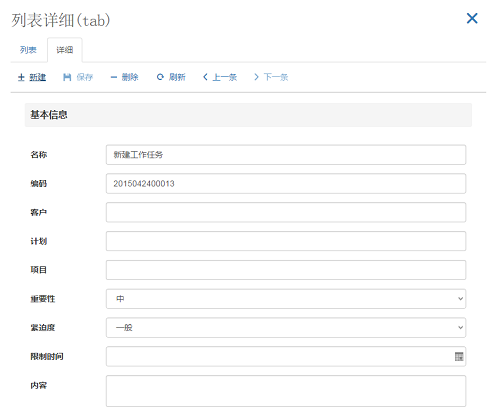 列表详细(tab)
列表 详细
新建 保存 删除 刷新 上一条 下一条
基本信息
名称 新建工作任务
编码 2015042400013
客户
计划
项目
重要性 中
紧迫度 一般
限制时间
内容